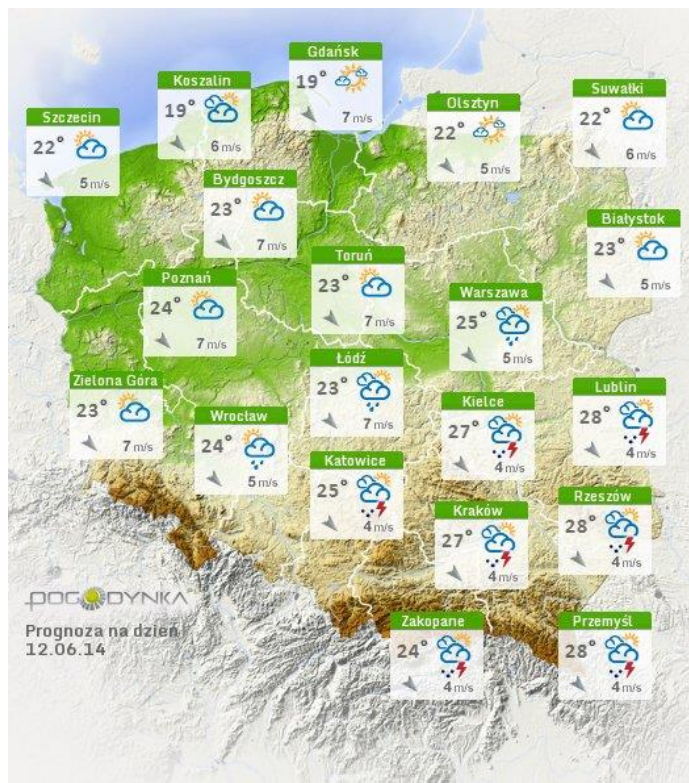 Gdańsk
19°
7 m/s
Koszalin
19°
6 m/s
Suwałki
22°
6 m/s
Olsztyn
22°
5 m/s
Szczecin
22°
5 m/s
Bydgoszcz
23°
7 m/s
Białystok
23°
5 m/s
Toruń
23°
7 m/s
Poznań
24°
7 m/s
Warszawa
25°
5 m/s
Łódź
23°
7 m/s
Zielona Góra
23°
7 m/s
Lublin
28°
4 m/s
Kielce
27°
4 m/s
Wrocław
24°
5 m/s
Katowice
25°
4 m/s
Rzeszów
28°
4 m/s
Kraków
27°
4 m/s
POGODYNKA
Prognoza na dzień
12.06.14
Zakopane
24°
4 m/s
Przemyśl
28°
4 m/s